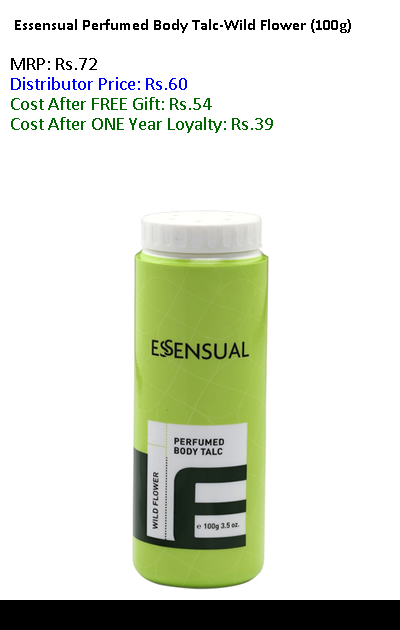 Essensual Perfumed Body Talc-Wild Flower (100g)
MRP: Rs.72
Distributor Price: Rs.60
Cost After FREE Gift: Rs.54
Cost After ONE Year Loyalty: Rs.39
ESSENSUAL
PERFUMED
BODY TALC
WILD FLOWER
e 100g 3.5 oz.